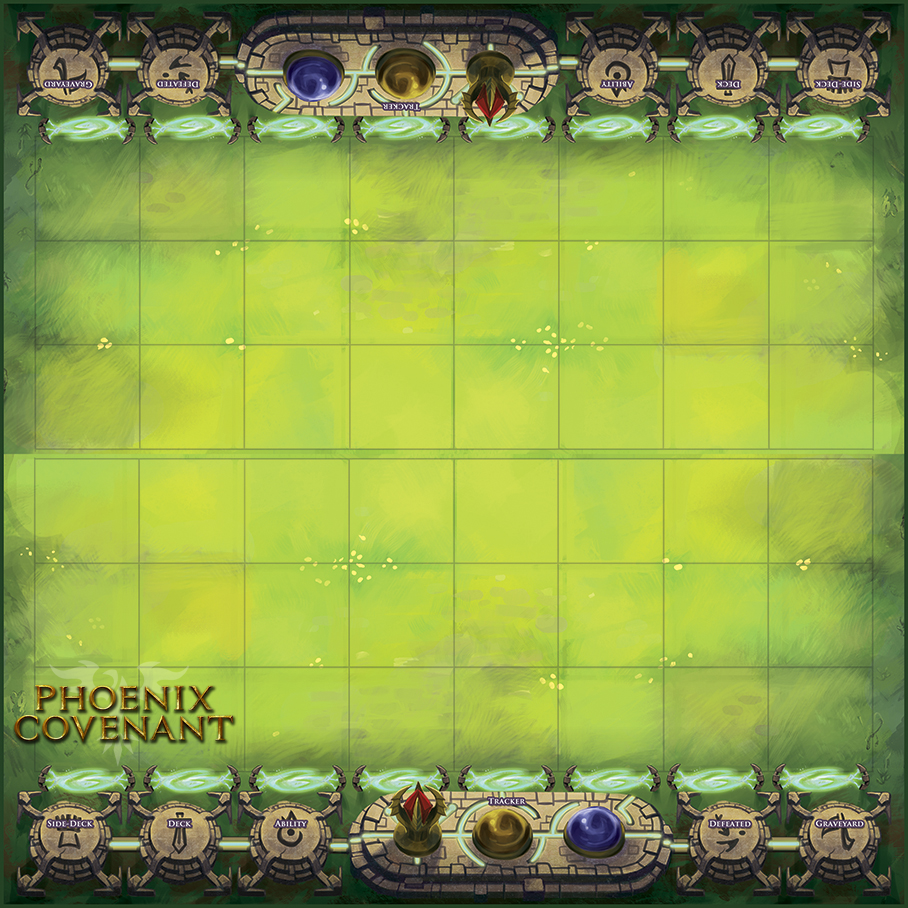 GRAVEYARD
DEFEATED
TRACKER
ABILITY
DECK
SIDE-DECK
PHOENIX
COVENANT
SIDE-DECK
DECK
ABILITY
TRACKER
DEFEATED
GRAVEYARD